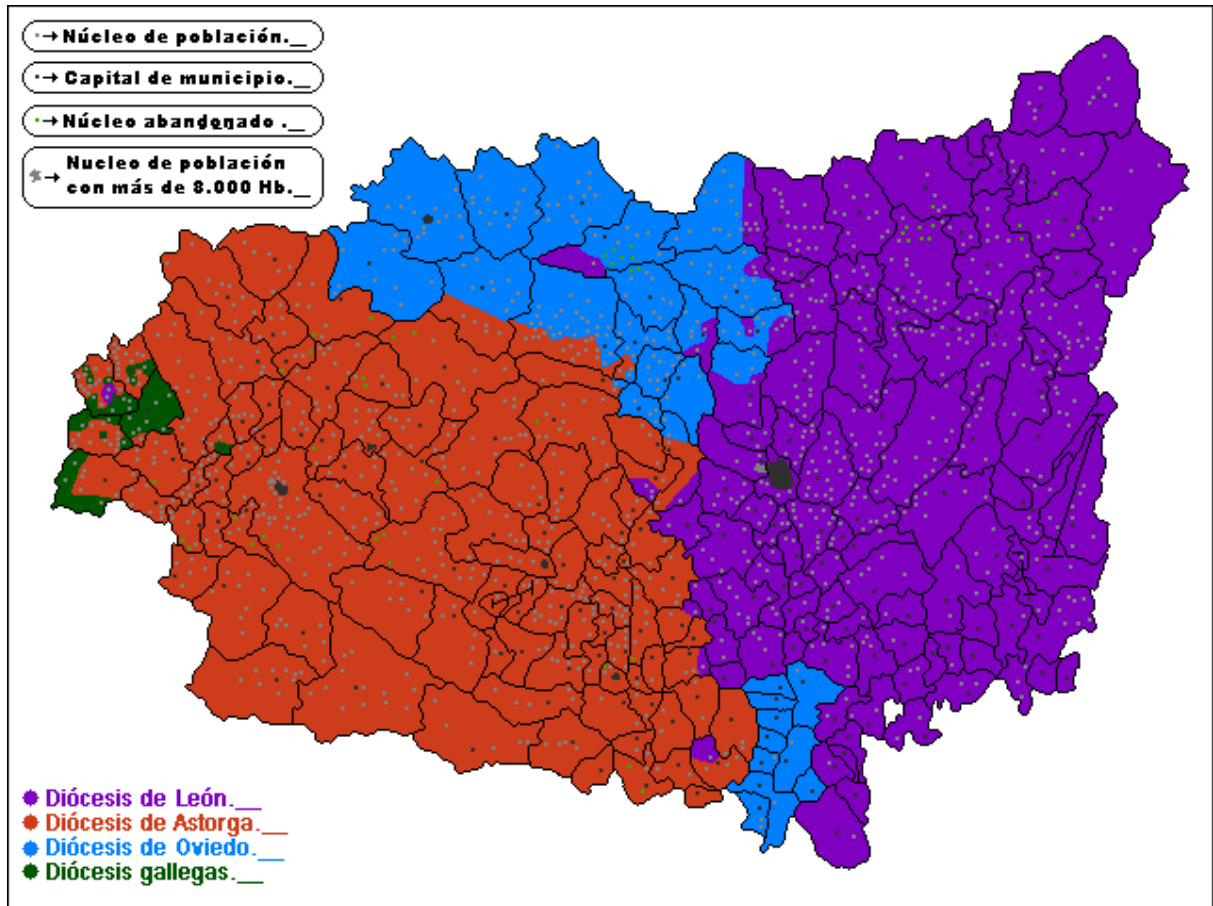 ·→ Núcleo de población.__
·→ Capital de municipio.__
·→ Núcleo abandonado .__
→ Nucleo de población
con más de 8.000 Hb.__
Diócesis de León.__
Diócesis de Astorga.__
Diócesis de Oviedo.__
Diócesis gallegas.__